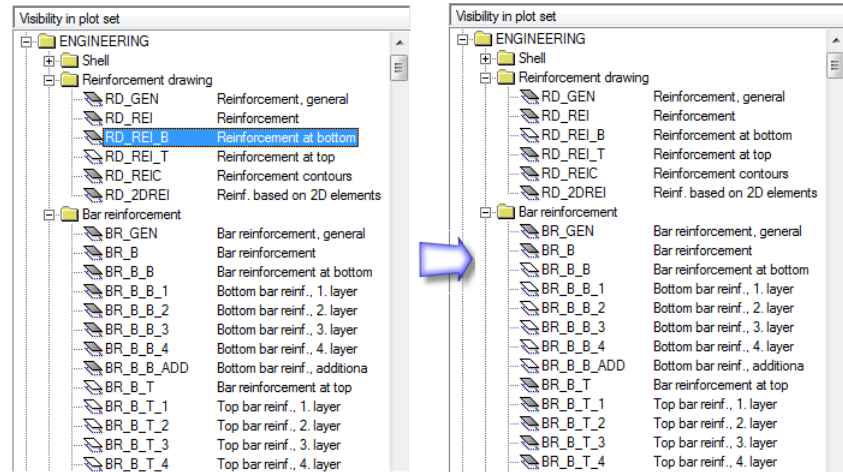 Visibility in plot set
ENGINEERING
Shell
Reinforcement drawing
RD_GEN Reinforcement, general
RD_REI Reinforcement
RD_REI_B Reinforcement at bottom
RD_REI_T Reinforcement at top
RD_REIC Reinforcement contours
RD_2DREI Reinf. based on 2D elements
Bar reinforcement
BR_GEN Bar reinforcement, general
BR_B Bar reinforcement
BR_B_B Bar reinforcement at bottom
BR_B_B_1 Bottom bar reinf., 1. layer
BR_B_B_2 Bottom bar reinf., 2. layer
BR_B_B_3 Bottom bar reinf., 3. layer
BR_B_B_4 Bottom bar reinf., 4. layer
BR_B_B_ADD Bottom bar reinf., additiona
BR_B_T Bar reinforcement at top
BR_B_T_1 Top bar reinf., 1. layer
BR_B_T_2 Top bar reinf., 2. layer
BR_B_T_3 Top bar reinf., 3. layer
BR_B_T_4 Top bar reinf., 4. layer
Visibility in plot set
ENGINEERING
Shell
Reinforcement drawing
RD_GEN Reinforcement, general
RD_REI Reinforcement
RD_REI_B Reinforcement at bottom
RD_REI_T Reinforcement at top
RD_REIC Reinforcement contours
RD_2DREI Reinf. based on 2D elements
Bar reinforcement
BR_GEN Bar reinforcement, general
BR_B Bar reinforcement
BR_B_B Bar reinforcement at bottom
BR_B_B_1 Bottom bar reinf., 1. layer
BR_B_B_2 Bottom bar reinf., 2. layer
BR_B_B_3 Bottom bar reinf., 3. layer
BR_B_B_4 Bottom bar reinf., 4. layer
BR_B_B_ADD Bottom bar reinf., additiona
BR_B_T Bar reinforcement at top
BR_B_T_1 Top bar reinf., 1. layer
BR_B_T_2 Top bar reinf., 2. layer
BR_B_T_3 Top bar reinf., 3. layer
BR_B_T_4 Top bar reinf., 4. layer